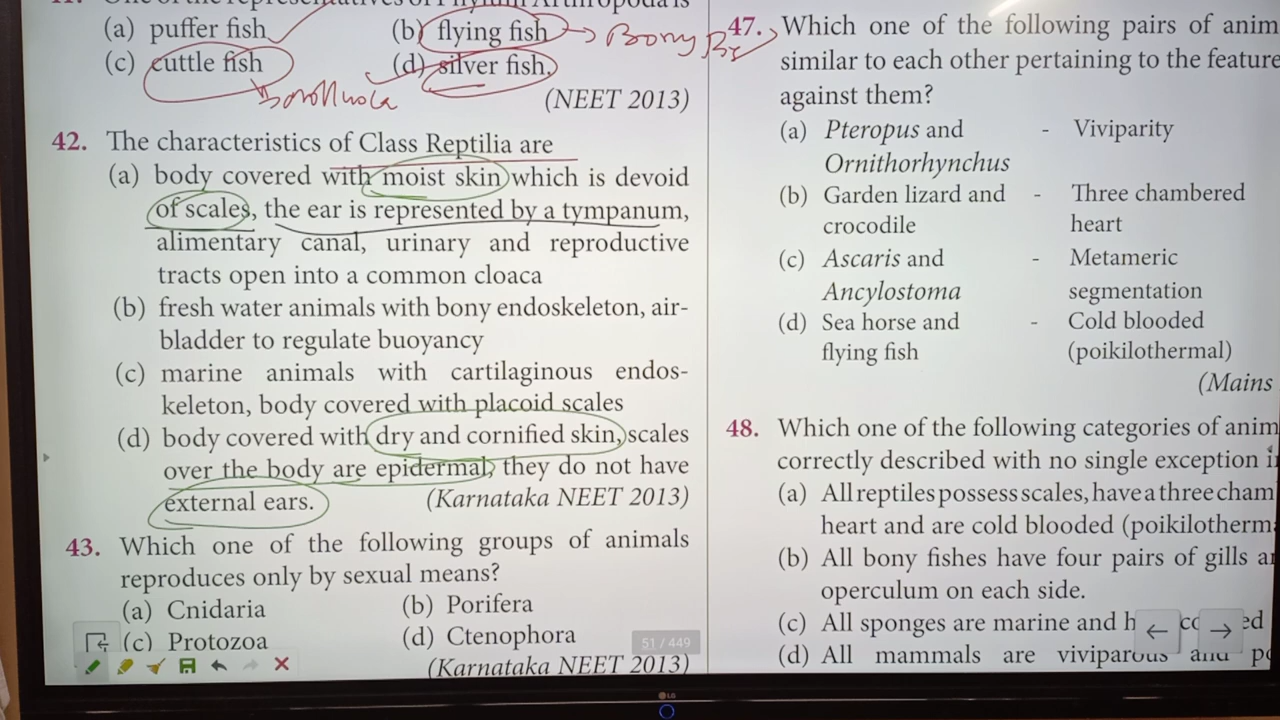 (a) puffer fish
(b) flying fish → Bony
(c) cuttle fish
(d) silver fish.
(NEET 2013)
42. The characteristics of Class Reptilia are
(a) body covered with moist skin which is devoid
of scales, the ear is represented by a tympanum,
alimentary canal, urinary and reproductive
tracts open into a common cloaca
(b) fresh water animals with bony endoskeleton, air-
bladder to regulate buoyancy
(c) marine animals with cartilaginous endos-
keleton, body covered with placoid scales
(d) body covered with dry and cornified skin, scales
over the body are epidermal, they do not have
external ears.
(Karnataka NEET 2013)
43. Which one of the following groups of animals
reproduces only by sexual means?
(a) Cnidaria
(b) Porifera
(c) Protozoa
(d) Ctenophora
(Karnataka NEET 2013)
51 / 449
47. Which one of the following pairs of anim
similar to each other pertaining to the feature
against them?
(a) Pteropus and - Viviparity
Ornithorhynchus
(b) Garden lizard and - Three chambered
crocodile heart
(c) Ascaris and - Metameric
Ancylostoma segmentation
(d) Sea horse and - Cold blooded
flying fish (poikilothermal)
(Mains
48. Which one of the following categories of anim
correctly described with no single exception i
(a) All reptiles possess scales, have a three cham
heart and are cold blooded (poikilotherm
(b) All bony fishes have four pairs of gills a
operculum on each side.
(c) All sponges are marine and h
(d) All mammals are viviparous and p
LG